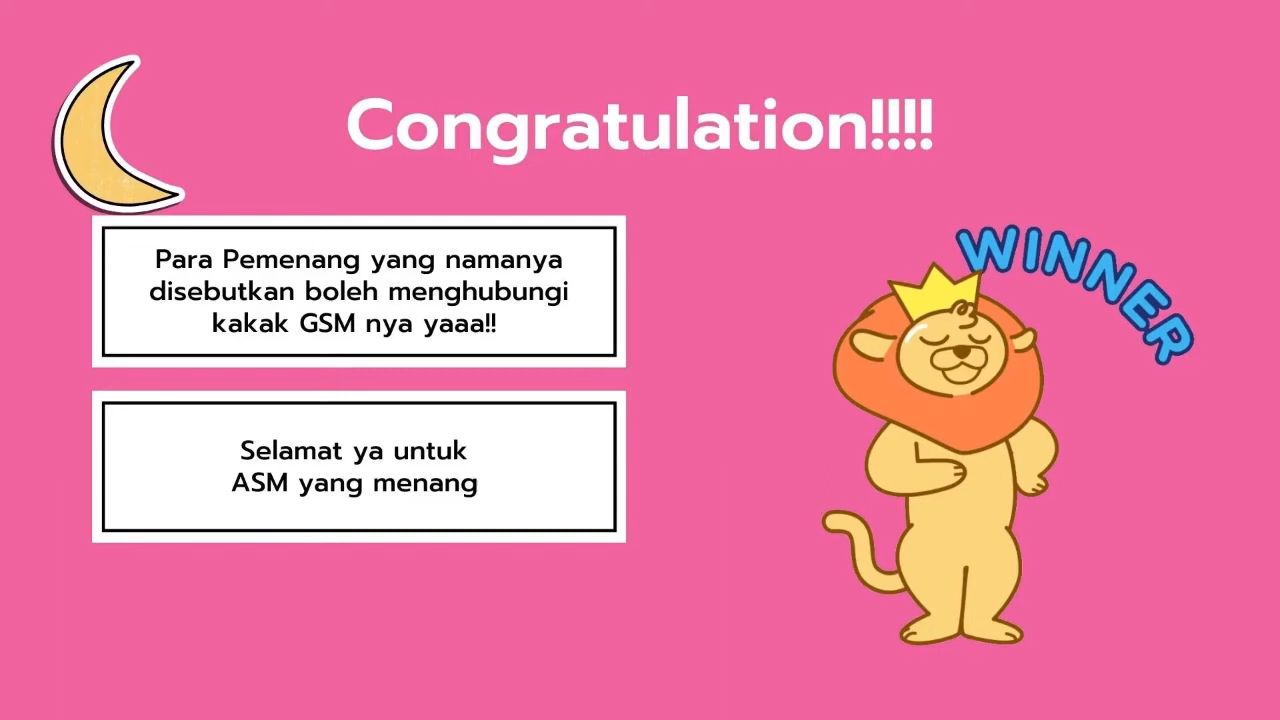 Congratulation!!!!
Para Pemenang yang namanya
disebutkan boleh menghubungi
kakak GSM nya yaaa!!
Selamat ya untuk
ASM yang menang
WINNER